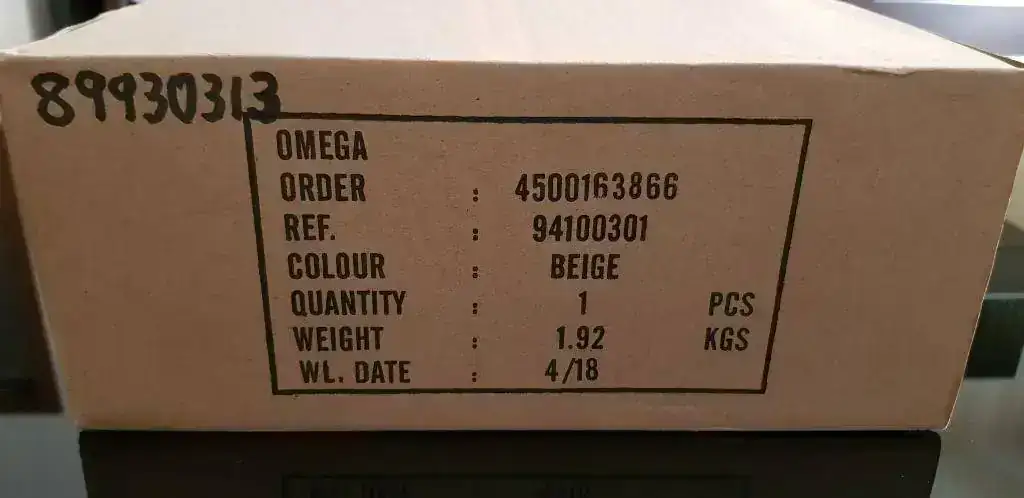 89930313
OMEGA
ORDER : 4500163866
REF. : 94100301
COLOUR : BEIGE
QUANTITY : 1 PCS
WEIGHT : 1.92 KGS
WL. DATE : 4/18